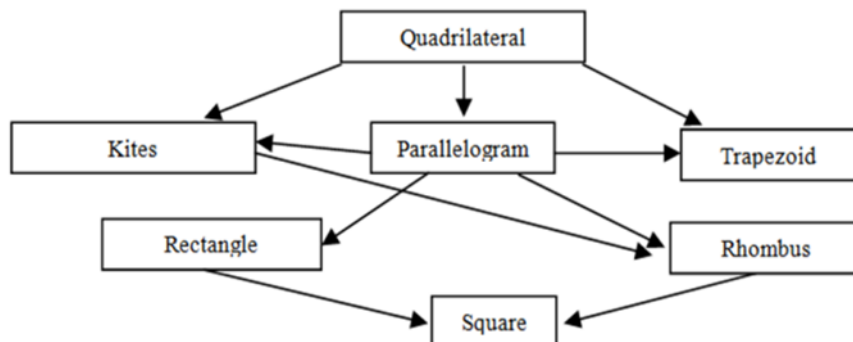 Quadrilateral
Kites
Parallelogram
Trapezoid
Rectangle
Rhombus
Square